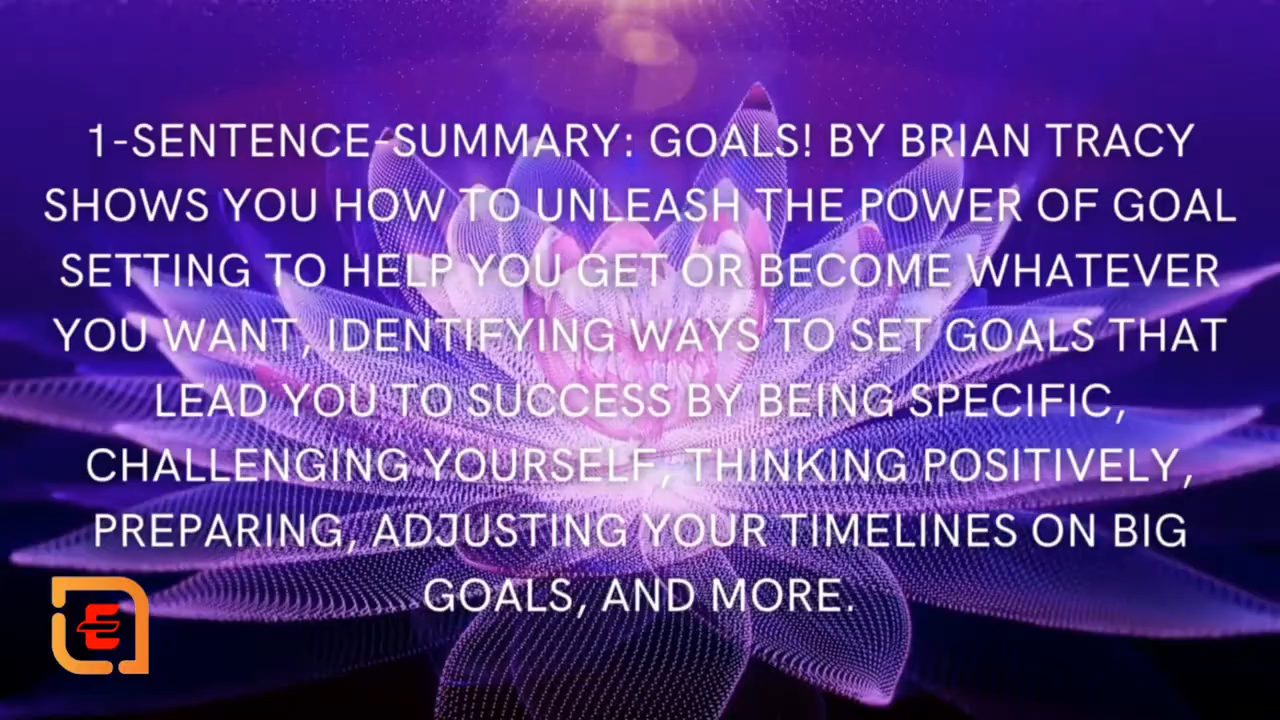 1-SENTENCE-SUMMARY: GOALS! BY BRIAN TRACY
SHOWS YOU HOW TO UNLEASH THE POWER OF GOAL
SETTING TO HELP YOU GET OR BECOME WHATEVER
YOU WANT, IDENTIFYING WAYS TO SET GOALS THAT
LEAD YOU TO SUCCESS BY BEING SPECIFIC,
CHALLENGING YOURSELF, THINKING POSITIVELY,
PREPARING, ADJUSTING YOUR TIMELINES ON BIG
GOALS, AND MORE.
E